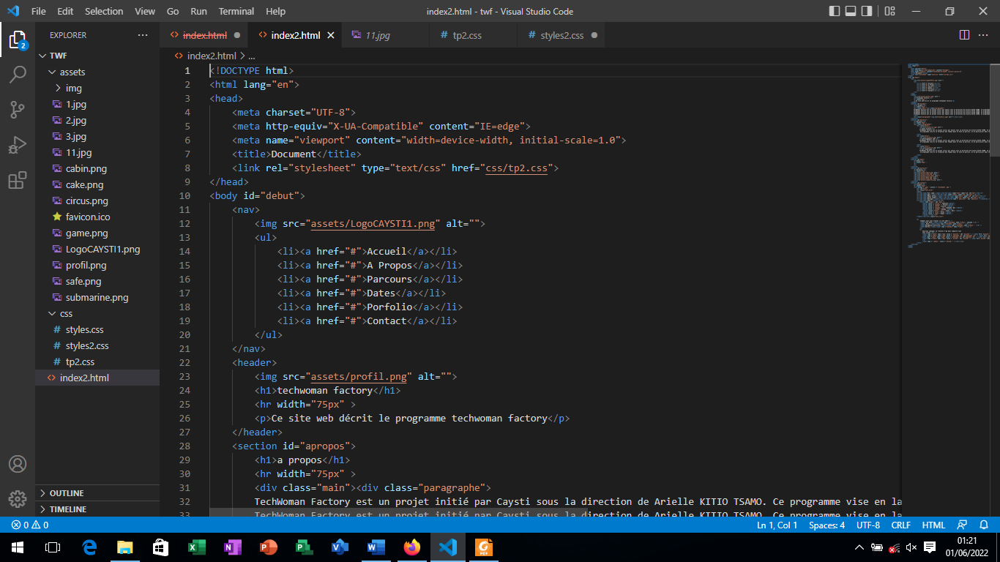 File Edit Selection View Go Run Terminal Help index2.html - twf - Visual Studio Code
EXPLORER
index.html index2.html 11.jpg tp2.css styles2.css
2
TWF
index2.html > ...
assets
img
1.jpg
2.jpg
3.jpg
11.jpg
cabin.png
cake.png
circus.png
favicon.ico
game.png
LogoCAYSTI1.png
profil.png
safe.png
submarine.png
css
styles.css
styles2.css
tp2.css
index2.html
OUTLINE
TIMELINE
1 <!DOCTYPE html>
2 <html lang="en">
3 <head>
4 <meta charset="UTF-8">
5 <meta http-equiv="X-UA-Compatible" content="IE=edge">
6 <meta name="viewport" content="width=device-width, initial-scale=1.0">
7 <title>Document</title>
8 <link rel="stylesheet" type="text/css" href="css/tp2.css">
9 </head>
10 <body id="debut">
11 <nav>
12 <img src="assets/LogoCAYSTI1.png" alt="">
13 <ul>
14 <li><a href="#">Accueil</a></li>
15 <li><a href="#">A Propos</a></li>
16 <li><a href="#">Parcours</a></li>
17 <li><a href="#">Dates</a></li>
18 <li><a href="#">Porfolio</a></li>
19 <li><a href="#">Contact</a></li>
20 </ul>
21 </nav>
22 <header>
23 <img src="assets/profil.png" alt="">
24 <h1>techwoman factory</h1>
25 <hr width="75px" >
26 <p>Ce site web décrit le programme techwoman factory</p>
27 </header>
28 <section id="apropos">
29 <h1>a propos</h1>
30 <hr width="75px" >
31 <div class="main"><div class="paragraphe">
32 TechWoman Factory est un projet initié par Caysti sous la direction de Arielle KITIO TSAMO. Ce programme vise en la
33 TechWoman Factory est un projet initié par Caysti sous la direction de Arielle KITIO TSAMO. Ce programme vise en la
0 0 Ln 1, Col 1 Spaces: 4 UTF-8 CRLF HTML
01:21
01/06/2022